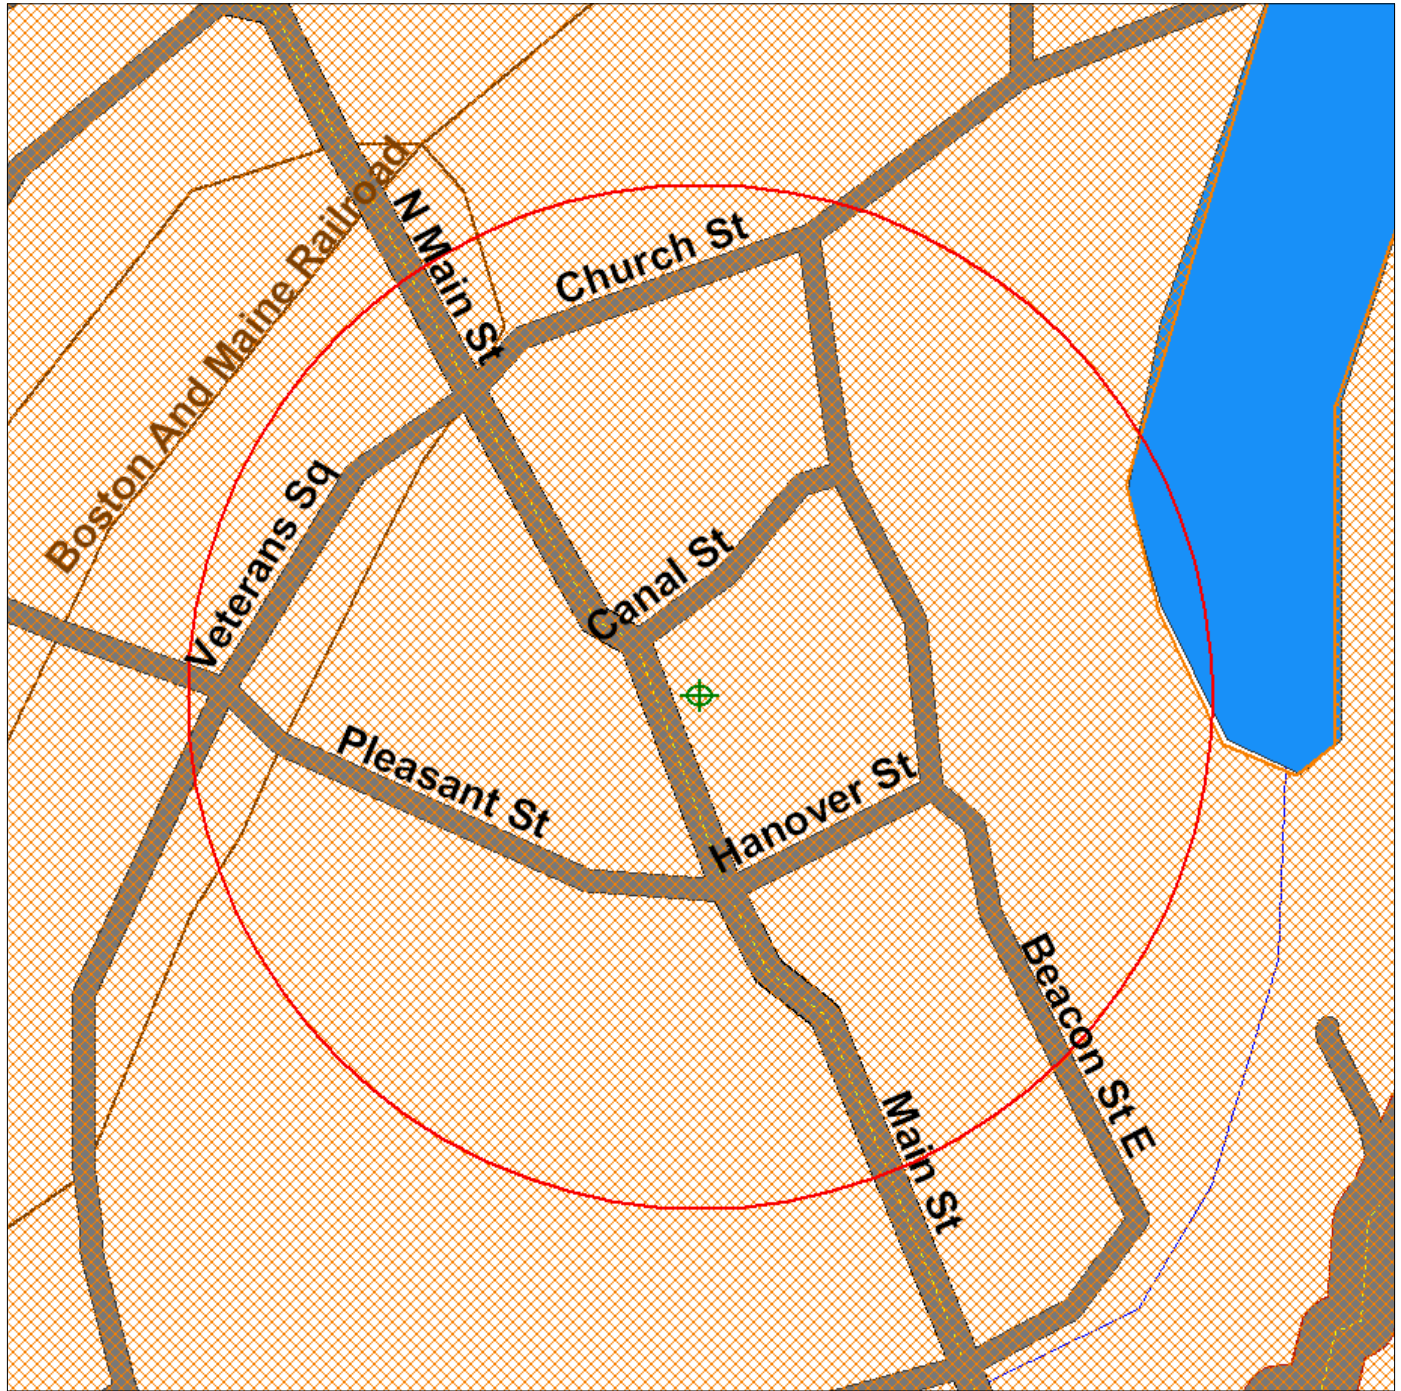 Boston And Maine Railroad
N Main St
Church St
Veterans Sq
Canal St
Pleasant St
Hanover St
Beacon St E
Main St